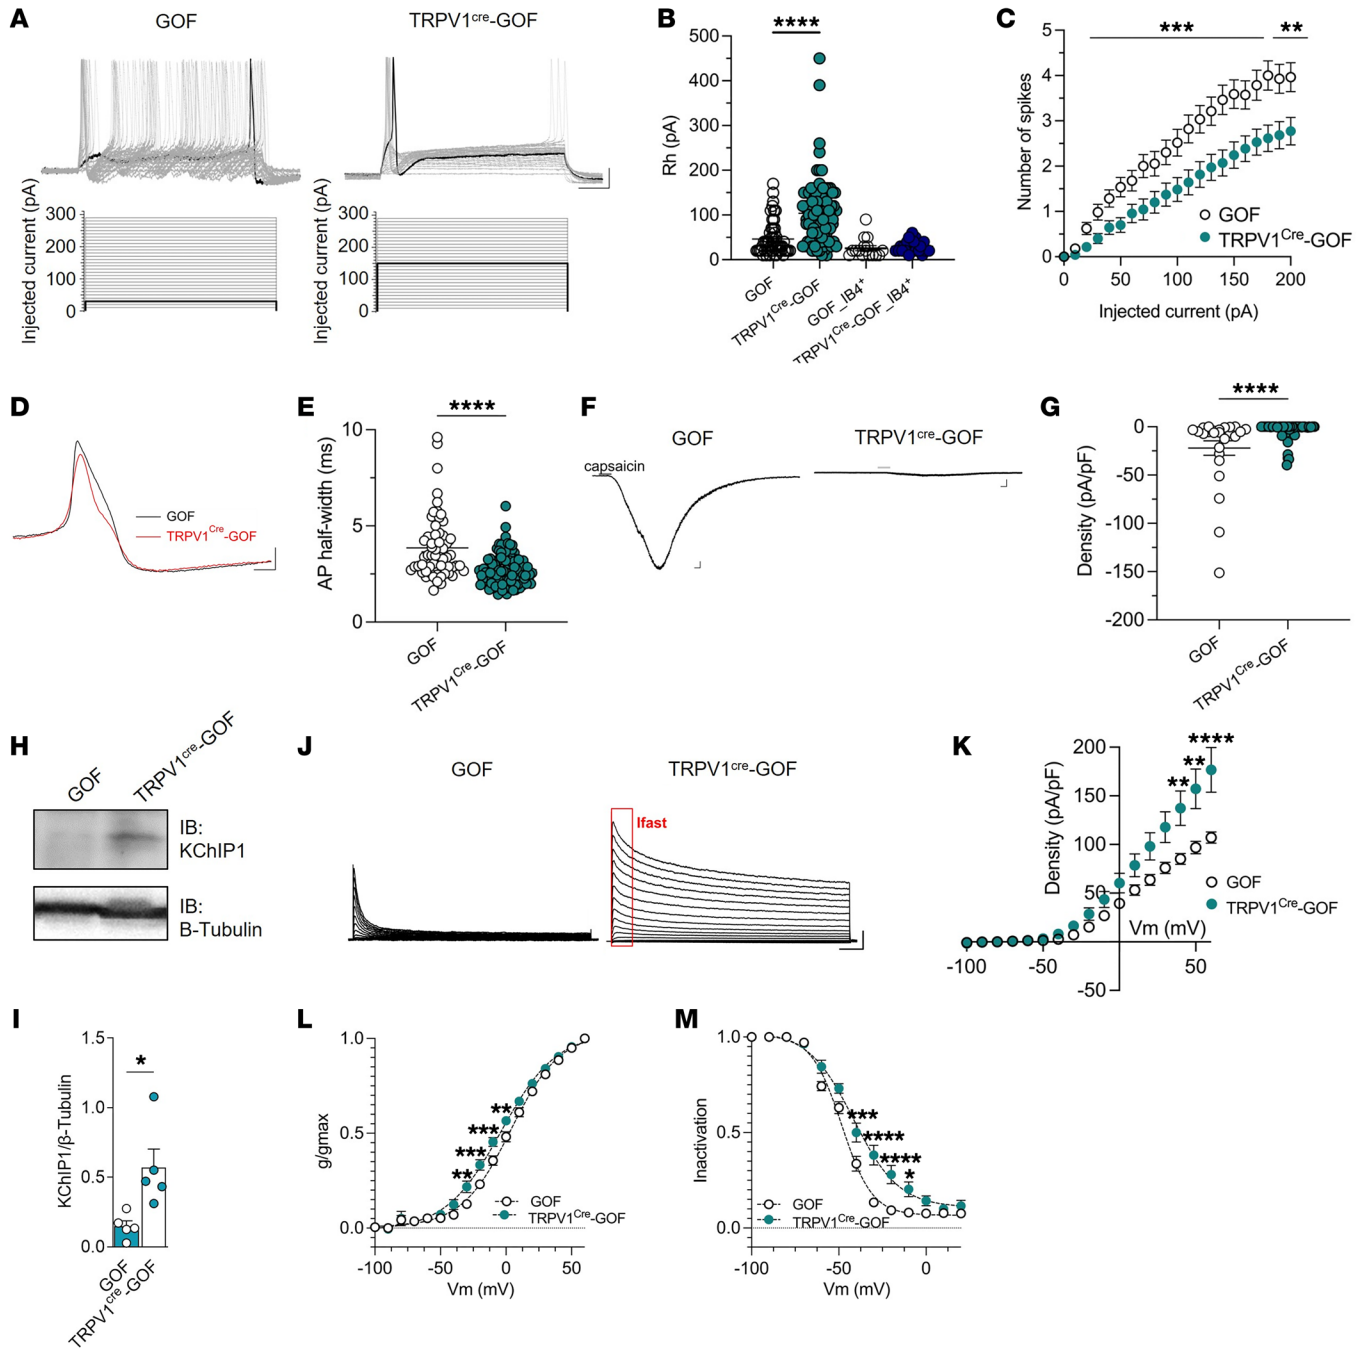 A
GOF
TRPV1cre-GOF
Injected current (pA)
300
200
100
0
Injected current (pA)
300
200
100
0
B
****
Rh (pA)
500
400
300
200
100
0
GOF
TRPV1Cre-GOF
GOF_IB4+
TRPV1Cre-GOF_IB4+
C
***
**
Number of spikes
5
4
3
2
1
0
GOF
TRPV1Cre-GOF
0
50
100
150
200
Injected current (pA)
D
GOF
TRPV1Cre-GOF
E
****
AP half-width (ms)
10
5
0
GOF
TRPV1Cre-GOF
F
GOF
TRPV1cre-GOF
capsaicin
G
****
Density (pA/pF)
0
-50
-100
-150
-200
GOF
TRPV1Cre-GOF
H
GOF
TRPV1cre-GOF
IB:
KChIP1
IB:
B-Tubulin
J
GOF
TRPV1cre-GOF
Ifast
K
Density (pA/pF)
200
150
100
50
-50
****
**
**
GOF
TRPV1Cre-GOF
Vm (mV)
-100
-50
50
I
*
KChIP1/β-Tubulin
1.5
1.0
0.5
0.0
GOF
TRPV1cre-GOF
L
g/gmax
1.0
0.5
0.0
**
***
***
**
GOF
TRPV1Cre-GOF
-100
-50
0
50
Vm (mV)
M
Inactivation
1.0
0.5
0.0
***
****
****
*
GOF
TRPV1Cre-GOF
-100
-50
0
Vm (mV)